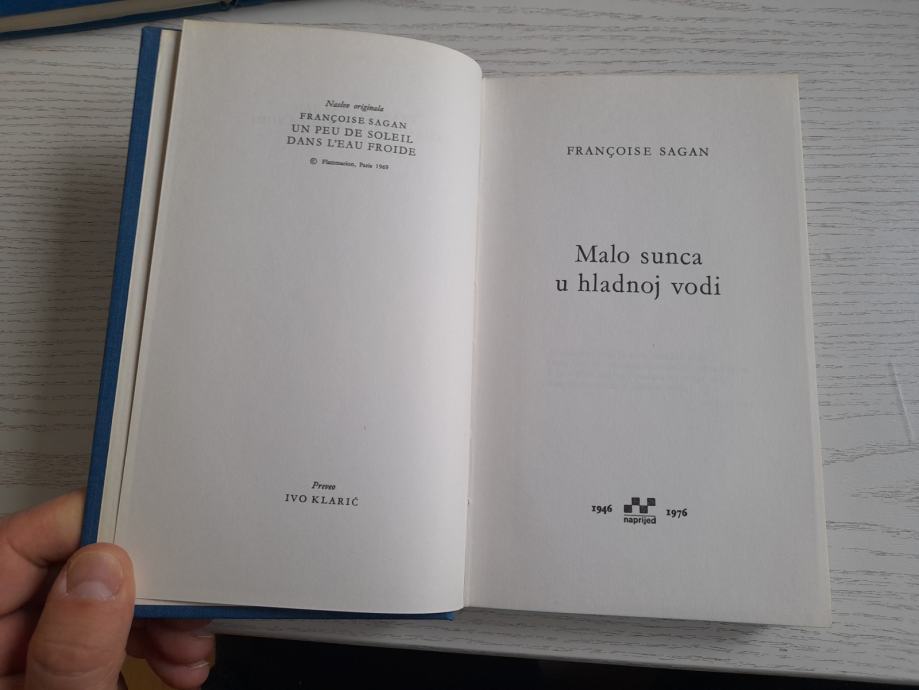 Naslov originala
FRANÇOISE SAGAN
UN PEU DE SOLEIL
DANS L'EAU FROIDE
© Flammarion, Paris 1969
Preveo
IVO KLARIĆ
FRANÇOISE SAGAN
Malo sunca
u hladnoj vodi
1946 naprijed 1976